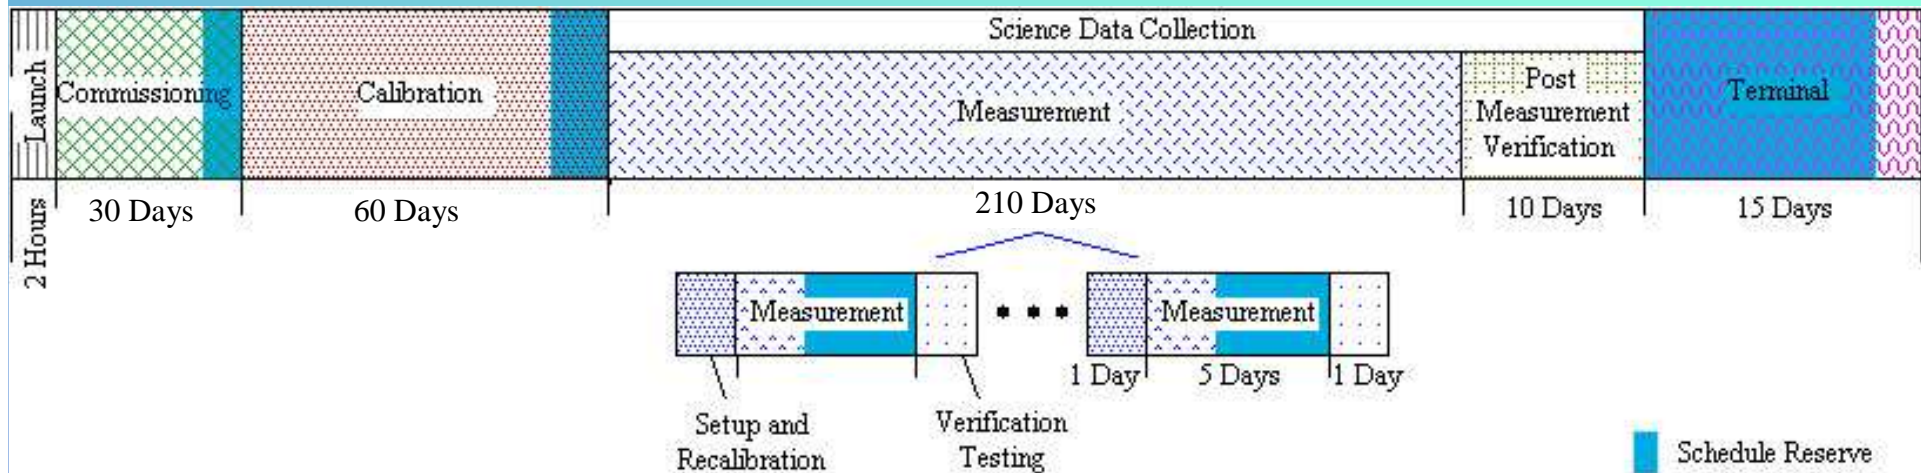 Launch
Commissioning
Calibration
Science Data Collection
Measurement
Post
Measurement
Verification
Terminal
2 Hours
30 Days
60 Days
210 Days
10 Days
15 Days
Measurement
Measurement
1 Day
5 Days
1 Day
Setup and
Recalibration
Verification
Testing
Schedule Reserve